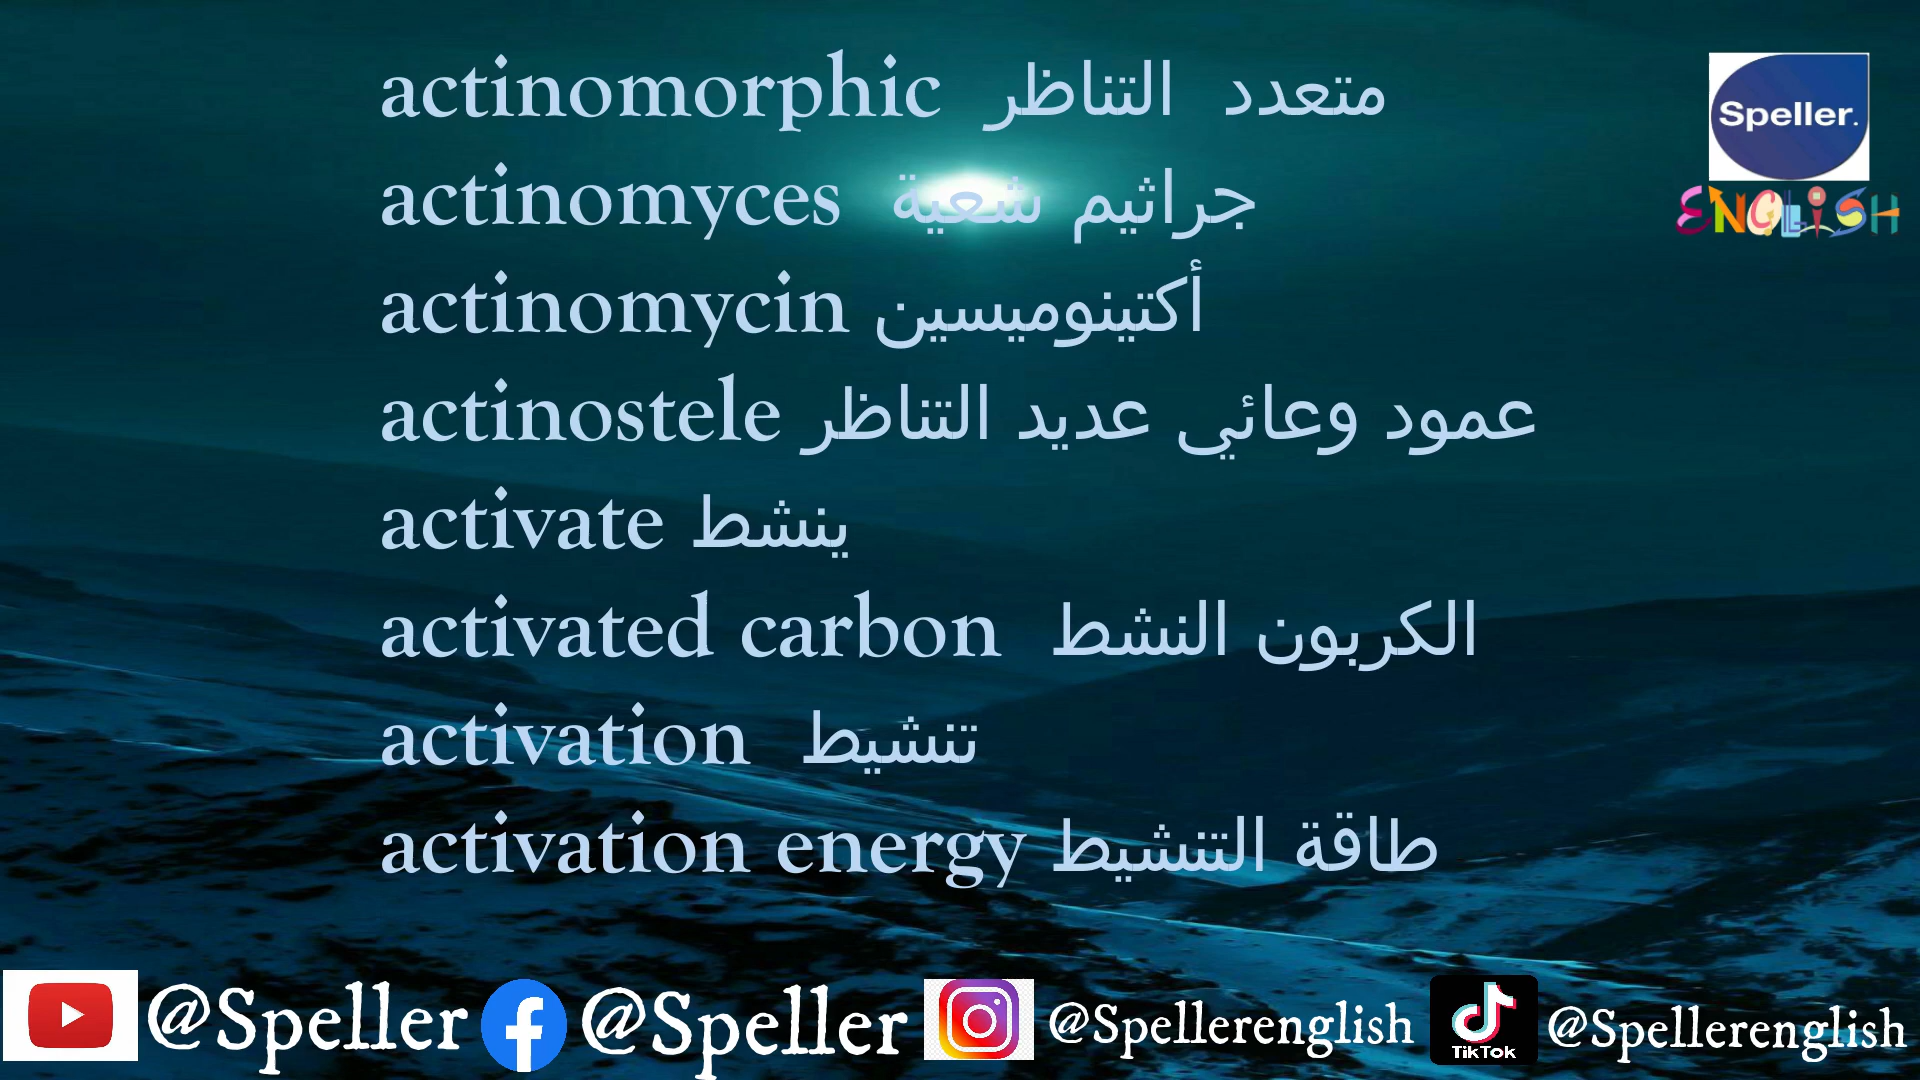 actinomorphic متعدد التناظر
actinomyces جراثيم شعية
actinomycin أكتينوميسين
actinostele عمود وعائي عديد التناظر
activate ينشط
activated carbon الكربون النشط
activation تنشيط
activation energy طاقة التنشيط
Speller.
ENGLISH
@Speller @Speller @Spellerenglish TikTok @Spellerenglish